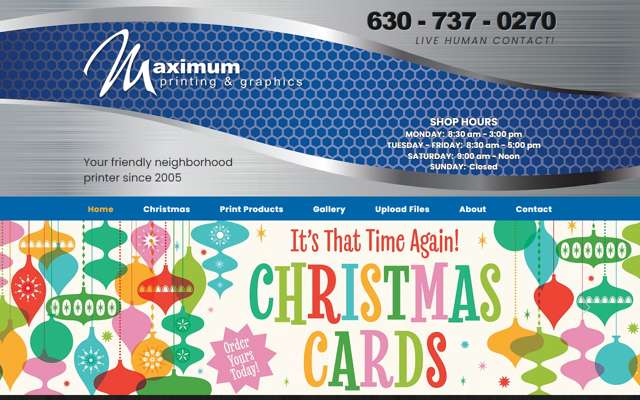 630 - 737 - 0270
LIVE HUMAN CONTACT!
Maximum
printing & graphics
SHOP HOURS
MONDAY: 8:30 am - 3:00 pm
TUESDAY - FRIDAY: 8:30 am - 5:00 pm
SATURDAY: 9:00 am - Noon
SUNDAY: Closed
Your friendly neighborhood
printer since 2005
Home Christmas Print Products Gallery Upload Files About Contact
It's That Time Again!
CHRISTMAS
CARDS
Order
Yours
Today!